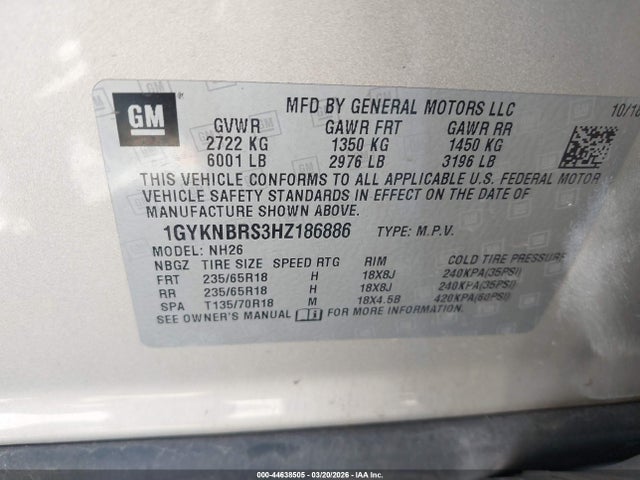 GM
MFD BY GENERAL MOTORS LLC
GVWR GAWR FRT GAWR RR
2722 KG 1350 KG 1450 KG
6001 LB 2976 LB 3196 LB
THIS VEHICLE CONFORMS TO ALL APPLICABLE U.S. FEDERAL MOTOR
VEHICLE SAFETY STANDARDS IN EFFECT ON THE DATE OF
MANUFACTURE SHOWN ABOVE.
1GYKNBRS3HZ186886 TYPE: M.P.V.
MODEL: NH26
NBGZ TIRE SIZE SPEED RTG RIM COLD TIRE PRESSURE
FRT 235/65R18 H 18X8J 240KPA(35PSI)
RR 235/65R18 H 18X8J 240KPA(35PSI)
SPA T135/70R18 M 18X4.5B 420KPA(60PSI)
SEE OWNER'S MANUAL i FOR MORE INFORMATION.
000-44638505 - 03/20/2026 - IAA Inc.